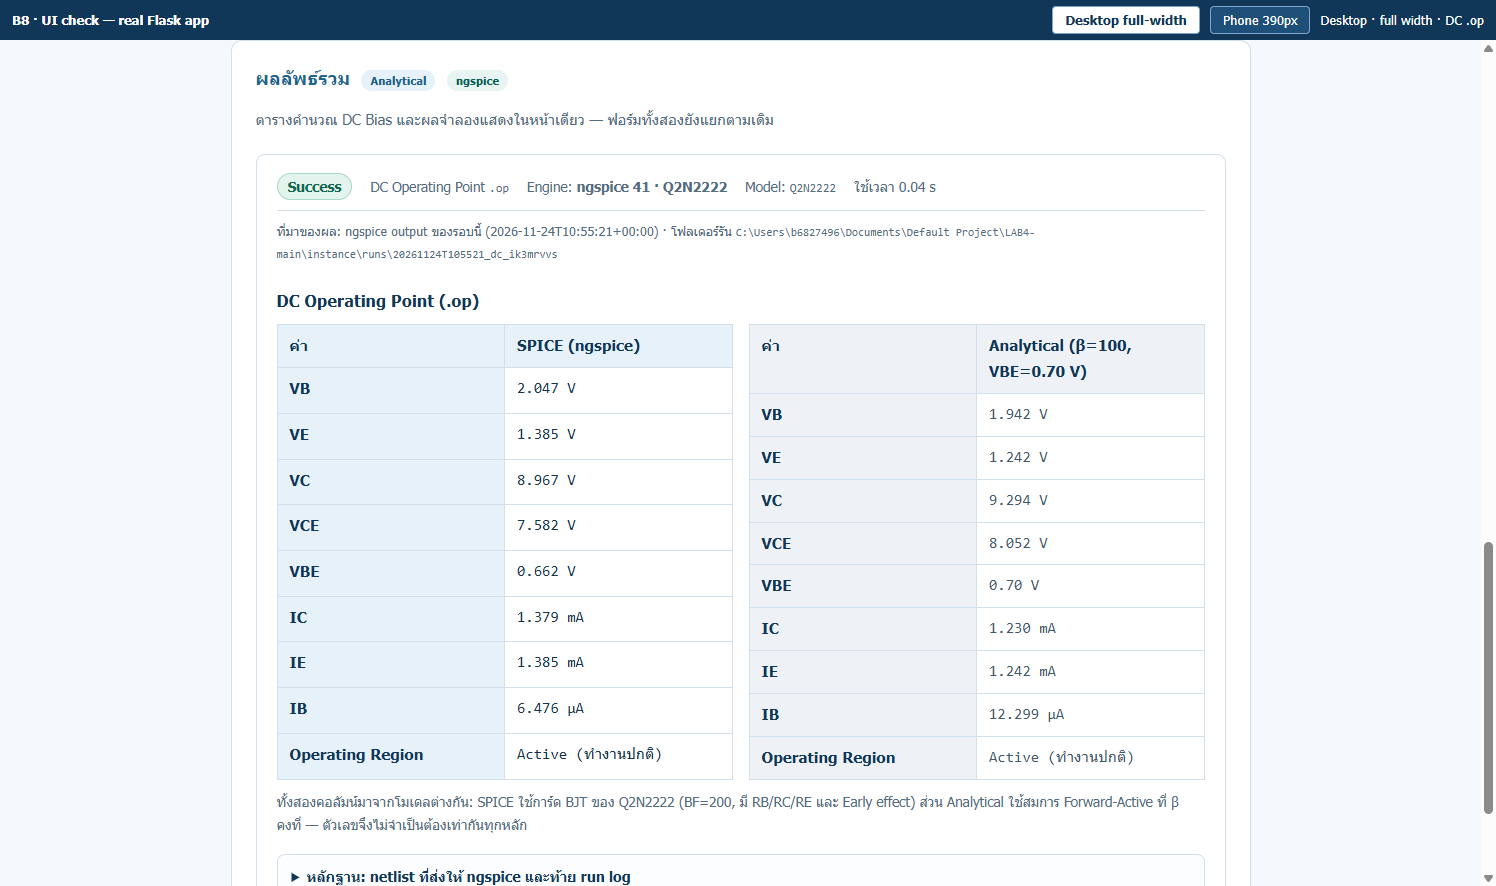 B8 · UI check — real Flask app
Desktop full-width
Phone 390px
Desktop · full width · DC .op
ผลลัพธ์รวม Analytical ngspice
ตารางคำนวณ DC Bias และผลจำลองแสดงในหน้าเดียว — ฟอร์มทั้งสองยังแยกตามเดิม
Success DC Operating Point .op Engine: ngspice 41 · Q2N2222 Model: Q2N2222 ใช้เวลา 0.04 s
ที่มาของผล: ngspice output ของรอบนี้ (2026-11-24T10:55:21+00:00) · โฟลเดอร์รัน C:\Users\b6827496\Documents\Default Project\LAB4-
main\instance\runs\20261124T105521_dc_ik3mrvvs
DC Operating Point (.op)
ค่า SPICE (ngspice)
VB 2.047 V
VE 1.385 V
VC 8.967 V
VCE 7.582 V
VBE 0.662 V
IC 1.379 mA
IE 1.385 mA
IB 6.476 µA
Operating Region Active (ทำงานปกติ)
ค่า Analytical (β=100,
VBE=0.70 V)
VB 1.942 V
VE 1.242 V
VC 9.294 V
VCE 8.052 V
VBE 0.70 V
IC 1.230 mA
IE 1.242 mA
IB 12.299 µA
Operating Region Active (ทำงานปกติ)
ทั้งสองคอลัมน์มาจากโมเดลต่างกัน: SPICE ใช้การ์ด BJT ของ Q2N2222 (BF=200, มี RB/RC/RE และ Early effect) ส่วน Analytical ใช้สมการ Forward-Active ที่ β
คงที่ — ตัวเลขจึงไม่จำเป็นต้องเท่ากันทุกหลัก
▶ หลักฐาน: netlist ที่ส่งให้ ngspice และท้าย run log